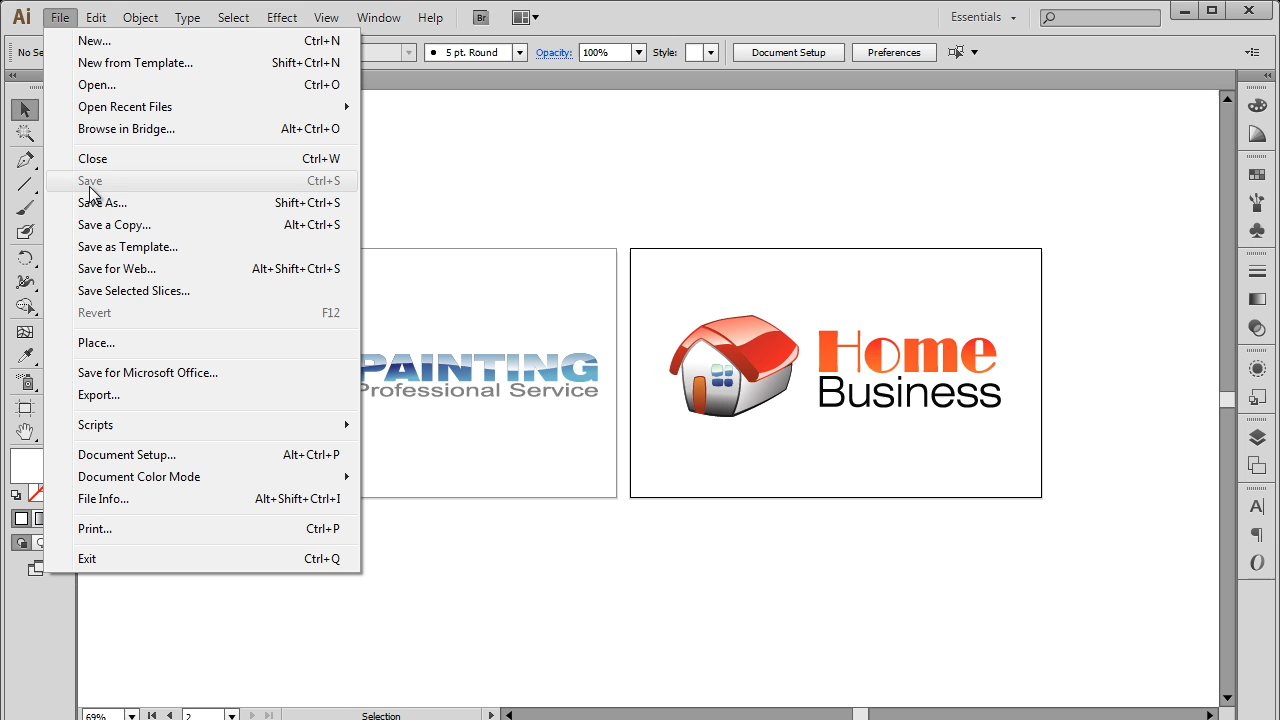 Ai File Edit Object Type Select Effect View Window Help Br Essentials
No Se 5 pt. Round Opacity: 100% Style: Document Setup Preferences
New... Ctrl+N
New from Template... Shift+Ctrl+N
Open... Ctrl+O
Open Recent Files
Browse in Bridge... Alt+Ctrl+O
Close Ctrl+W
Save Ctrl+S
Save As... Shift+Ctrl+S
Save a Copy... Alt+Ctrl+S
Save as Template...
Save for Web... Alt+Shift+Ctrl+S
Save Selected Slices...
Revert F12
Place...
Save for Microsoft Office...
Export...
Scripts
Document Setup... Alt+Ctrl+P
Document Color Mode
File Info... Alt+Shift+Ctrl+I
Print... Ctrl+P
Exit Ctrl+Q
PAINTING
Professional Service
Home
Business
69% 2 Selection